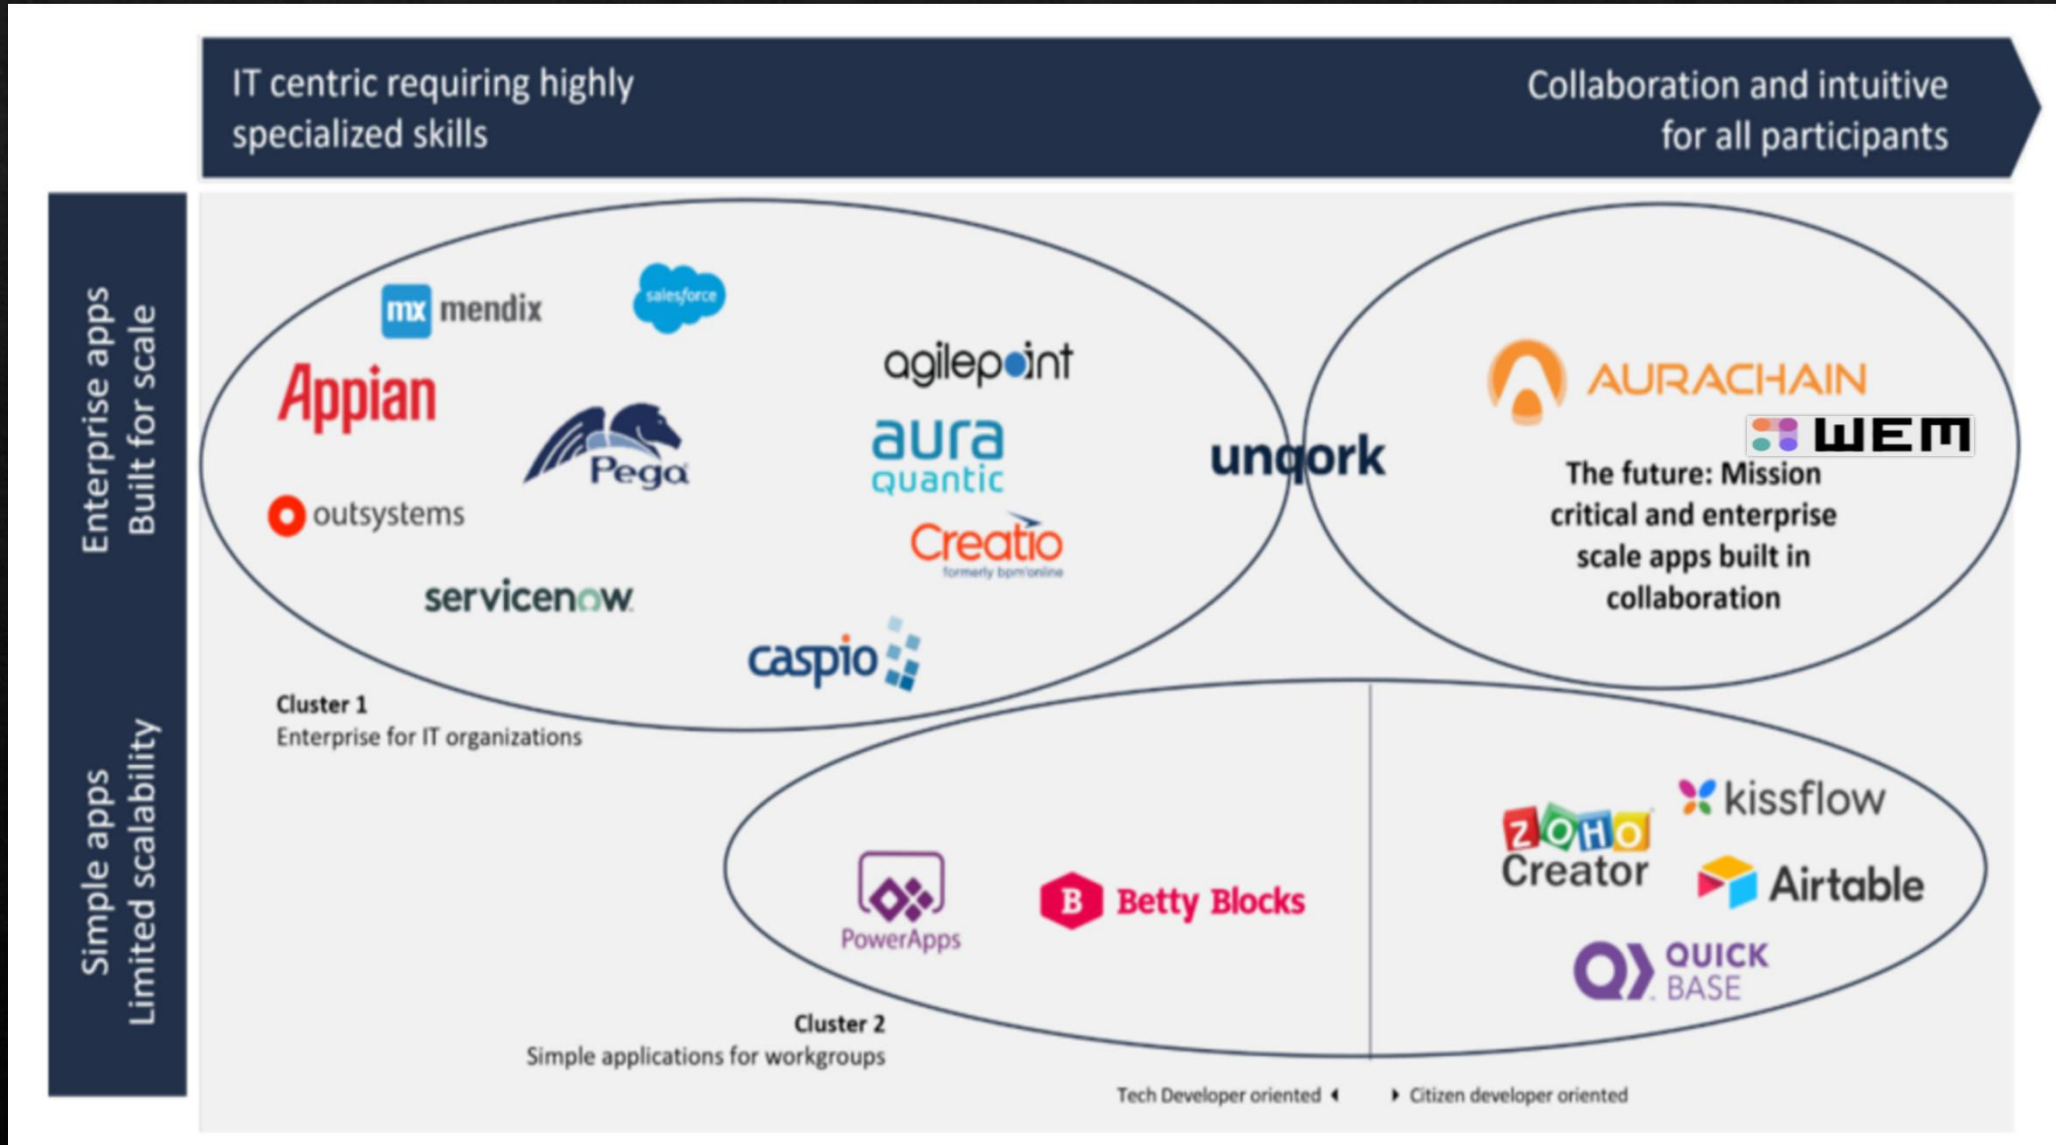 IT centric requiring highly
specialized skills
Collaboration and intuitive
for all participants
Enterprise apps
Built for scale
Simple apps
Limited scalability
mx mendix
salesforce
Appian
Pega
outsystems
servicenow
agilepoint
aura
quantic
Creatio
formerly bpm'online
caspio
unqork
AURACHAIN
WEM
The future: Mission
critical and enterprise
scale apps built in
collaboration
Cluster 1
Enterprise for IT organizations
PowerApps
B Betty Blocks
ZOHO
Creator
kissflow
Airtable
QUICK
BASE
Cluster 2
Simple applications for workgroups
Tech Developer oriented
Citizen developer oriented